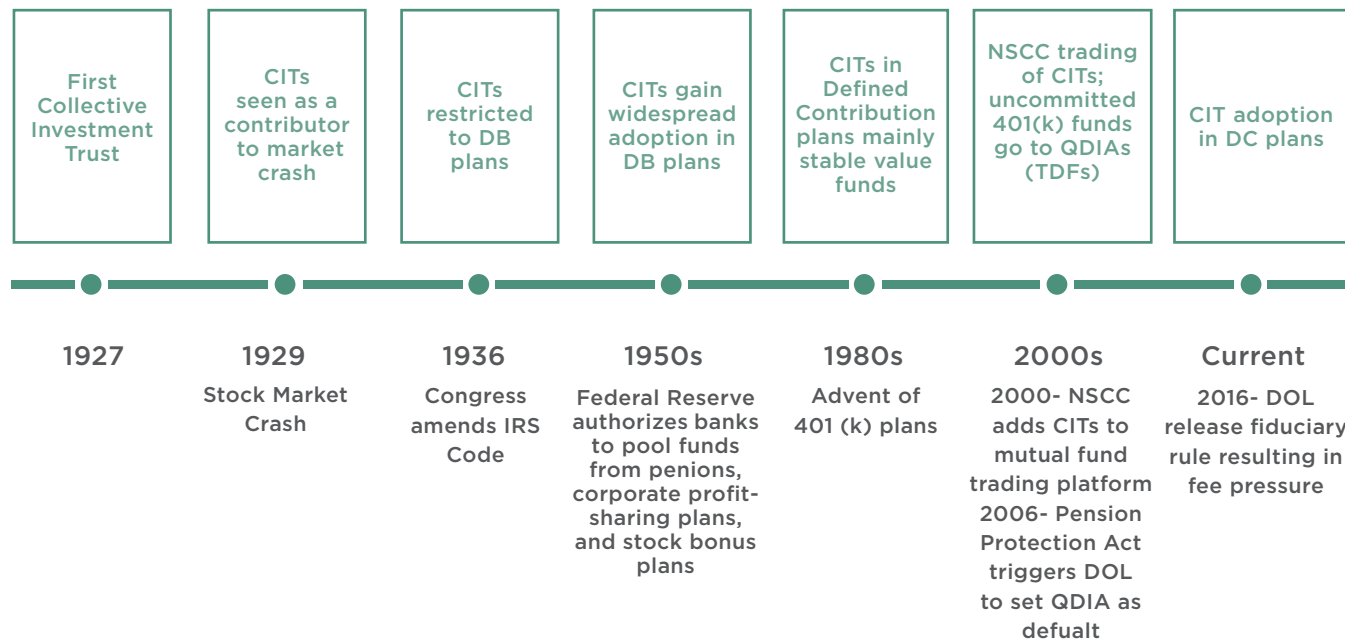 First
Collective
Investment
Trust
CITs
seen as a
contributor
to market
crash
CITs
restricted
to DB
plans
CITs gain
widespread
adoption in
DB plans
CITs in
Defined
Contribution
plans mainly
stable value
funds
NSCC trading
of CITs;
uncommitted
401(k) funds
go to QDIAs
(TDFs)
CIT adoption
in DC plans
1927
1929
Stock Market
Crash
1936
Congress
amends IRS
Code
1950s
Federal Reserve
authorizes banks
to pool funds
from penions,
corporate profit-
sharing plans,
and stock bonus
plans
1980s
Advent of
401 (k) plans
2000s
2000- NSCC
adds CITs to
mutual fund
trading platform
2006- Pension
Protection Act
triggers DOL
to set QDIA as
defualt
Current
2016- DOL
release fiduciary
rule resulting in
fee pressure